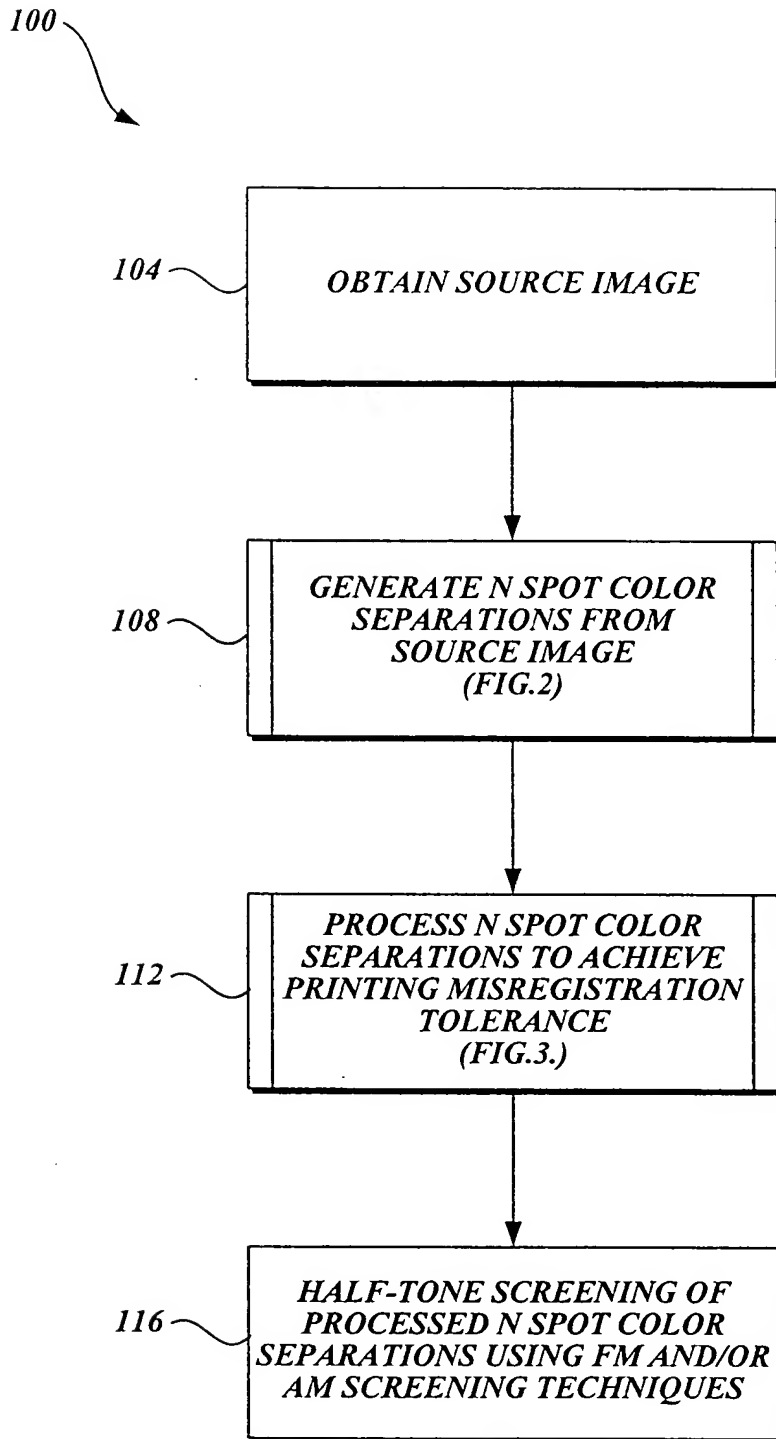 100
104
OBTAIN SOURCE IMAGE
108
GENERATE N SPOT COLOR
SEPARATIONS FROM
SOURCE IMAGE
(FIG.2)
112
PROCESS N SPOT COLOR
SEPARATIONS TO ACHIEVE
PRINTING MISREGISTRATION
TOLERANCE
(FIG.3.)
116
HALF-TONE SCREENING OF
PROCESSED N SPOT COLOR
SEPARATIONS USING FM AND/OR
AM SCREENING TECHNIQUES